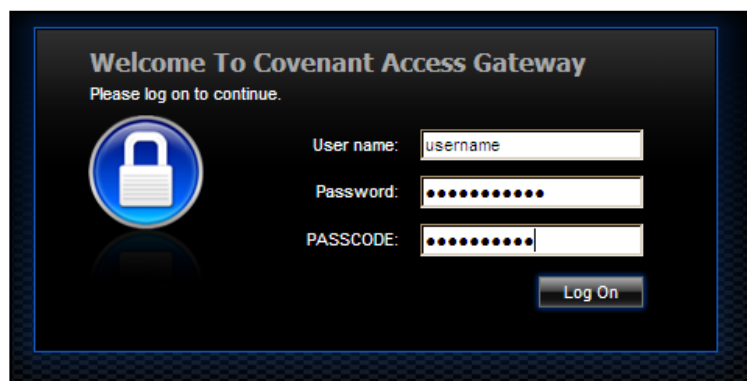 Welcome To Covenant Access Gateway
Please log on to continue.
User name: username
Password: ●●●●●●●●●●●
PASSCODE: ●●●●●●●●●●
Log On